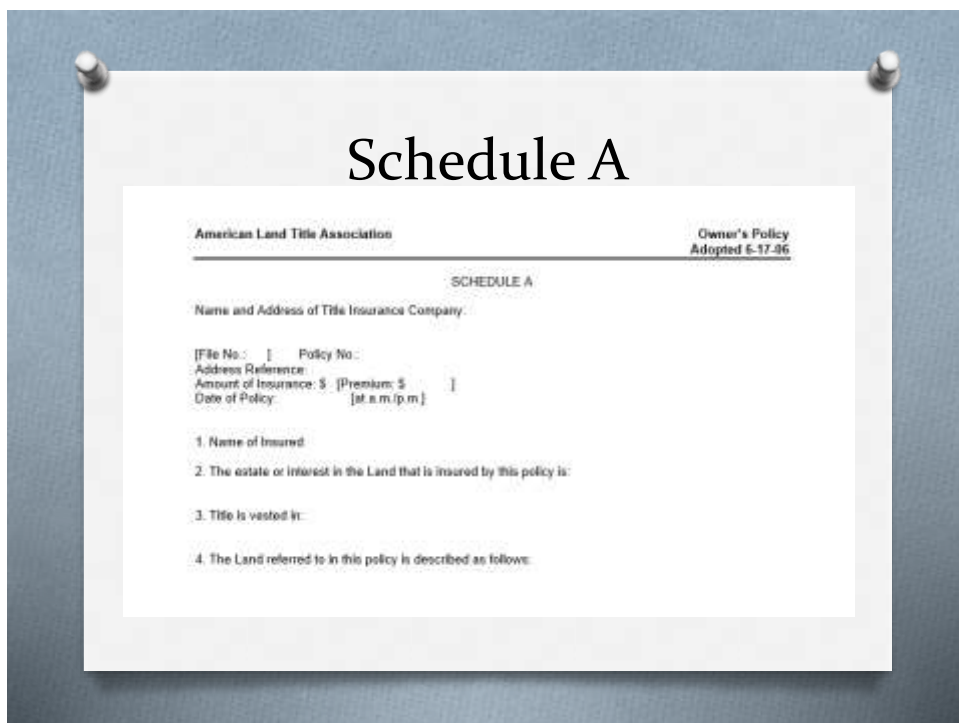 Schedule A
American Land Title Association Owner's Policy
Adopted 6-17-06
SCHEDULE A
Name and Address of Title Insurance Company:
[File No.: ] Policy No.:
Address Reference:
Amount of Insurance: $ [Premium: $ ]
Date of Policy: [at a.m./p.m.]
1. Name of Insured:
2. The estate or interest in the Land that is insured by this policy is:
3. Title is vested in:
4. The Land referred to in this policy is described as follows: